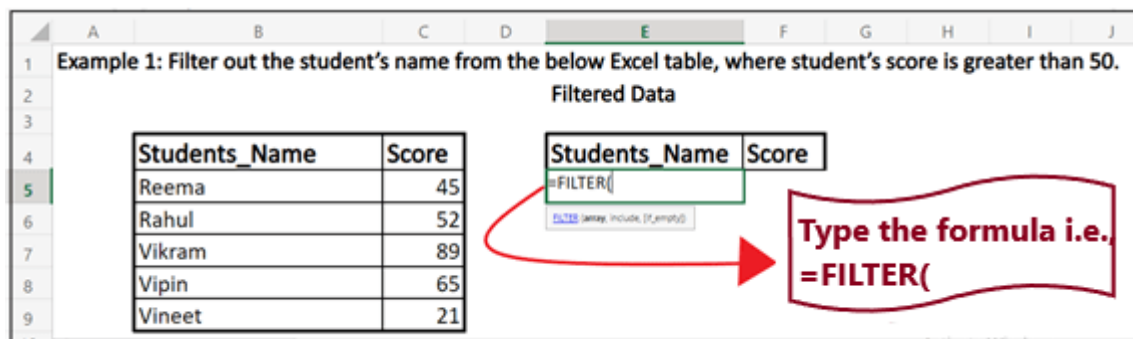 A B C D E F G H I J
1 Example 1: Filter out the student’s name from the below Excel table, where student’s score is greater than 50.
2 Filtered Data
3
4 Students_Name Score Students_Name Score
5 Reema 45 =FILTER(
6 Rahul 52 FILTER(array, include, [if_empty])
Type the formula i.e.,
7 Vikram 89
=FILTER(
8 Vipin 65
9 Vineet 21